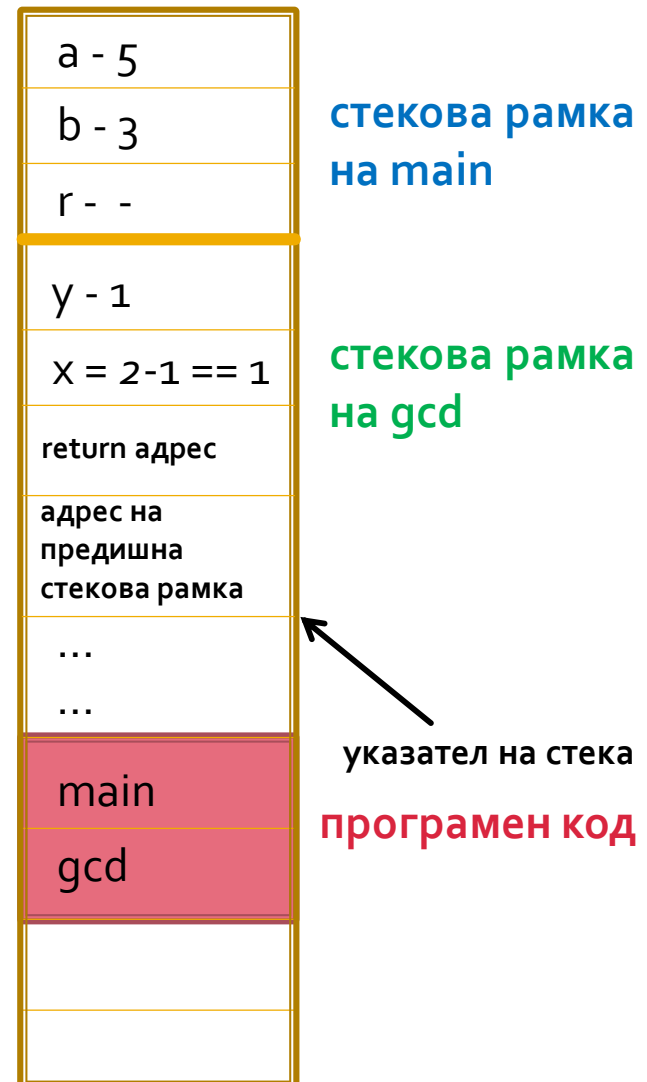 a - 5
b - 3
r - -
стекова рамка
на main
y - 1
x = 2-1 == 1
return адрес
адрес на
предишна
стекова рамка
стекова рамка
на gcd
...
...
указател на стека
main
gcd
програмен код